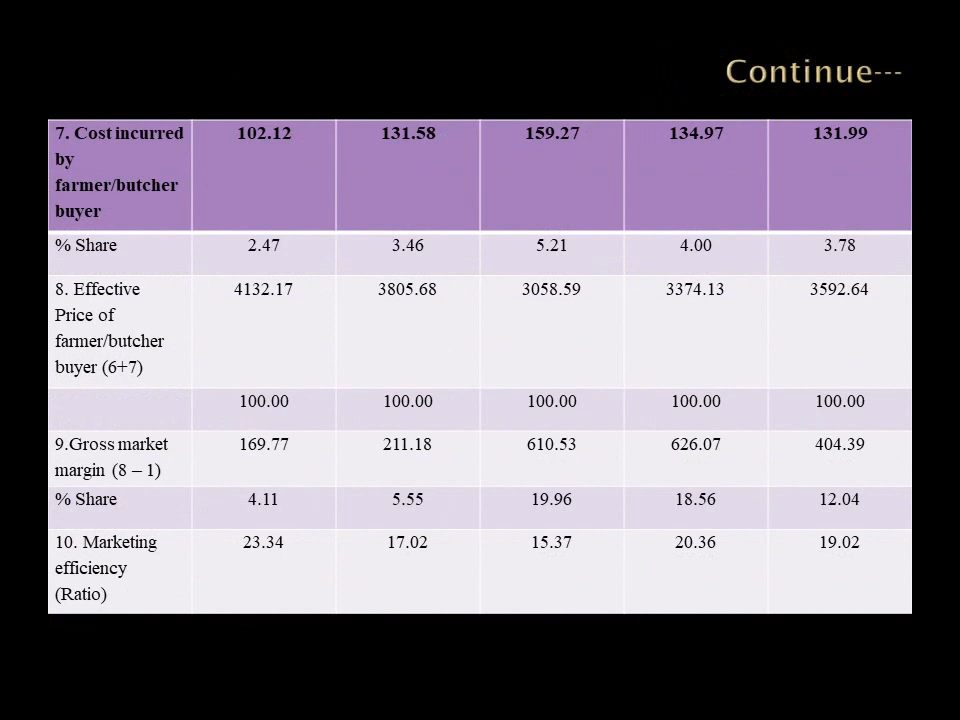 Continue---
7. Cost incurred by farmer/butcher buyer 102.12 131.58 159.27 134.97 131.99
% Share 2.47 3.46 5.21 4.00 3.78
8. Effective Price of farmer/butcher buyer (6+7) 4132.17 3805.68 3058.59 3374.13 3592.64
100.00 100.00 100.00 100.00 100.00
9.Gross market margin (8 – 1) 169.77 211.18 610.53 626.07 404.39
% Share 4.11 5.55 19.96 18.56 12.04
10. Marketing efficiency (Ratio) 23.34 17.02 15.37 20.36 19.02